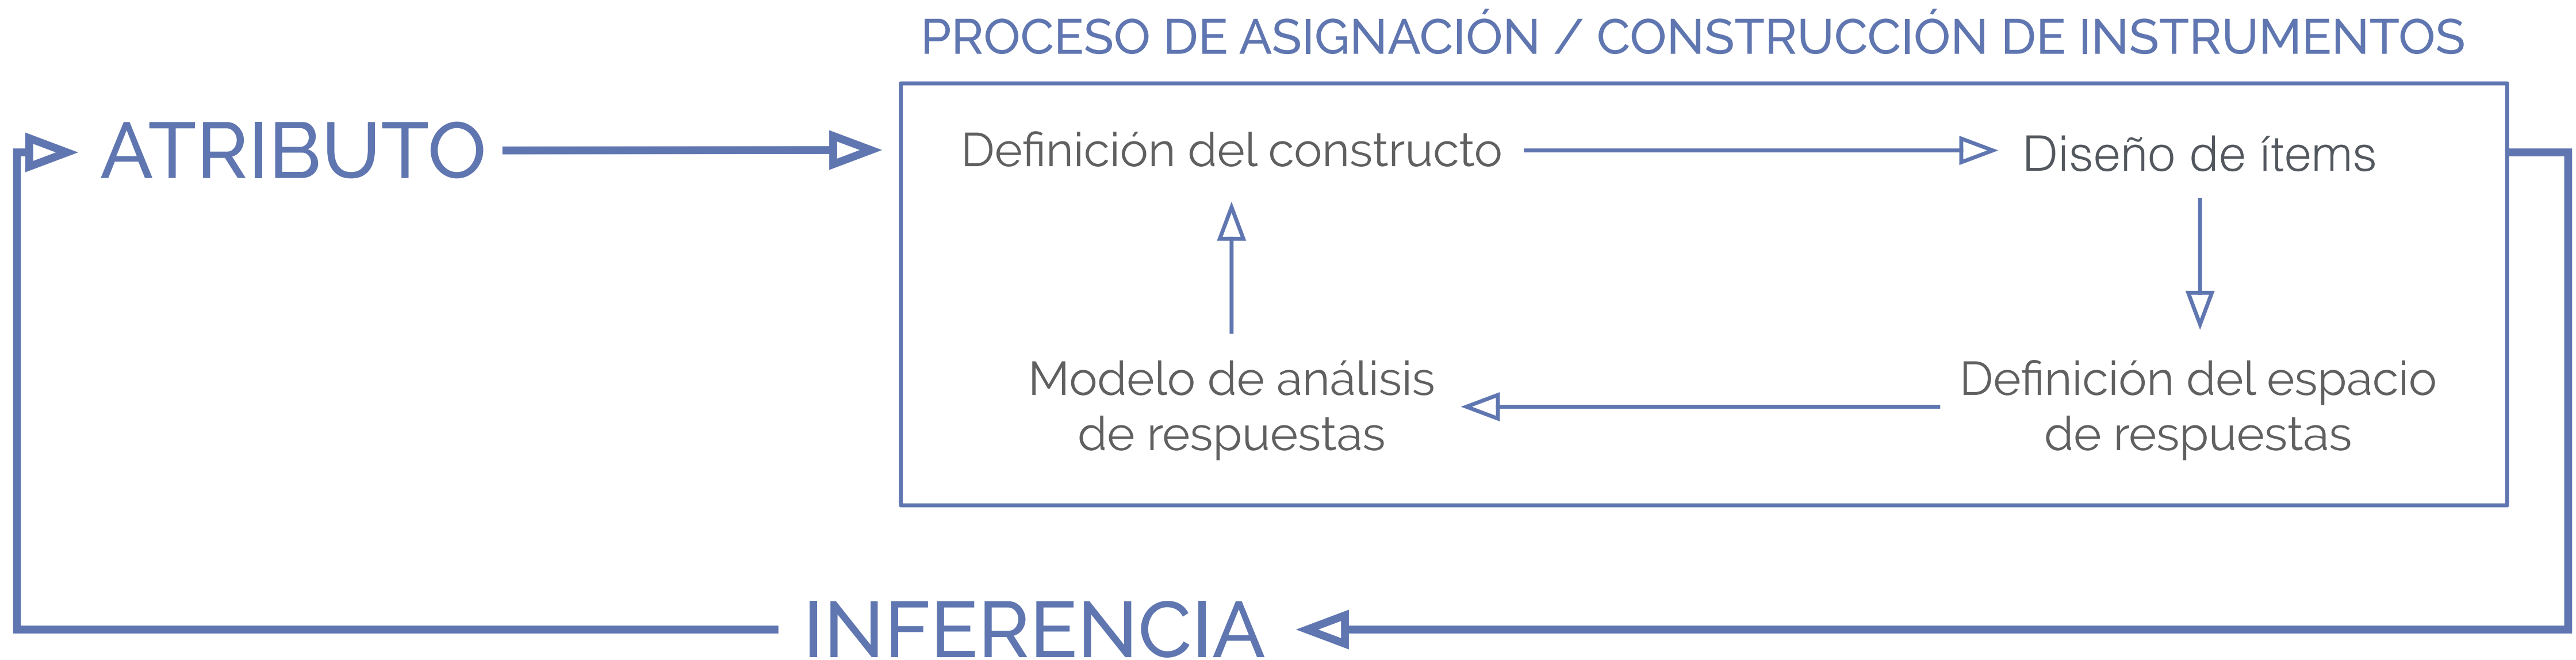 PROCESO DE ASIGNACIÓN / CONSTRUCCIÓN DE INSTRUMENTOS
ATRIBUTO
Definición del constructo
Diseño de ítems
Modelo de análisis
de respuestas
Definición del espacio
de respuestas
INFERENCIA